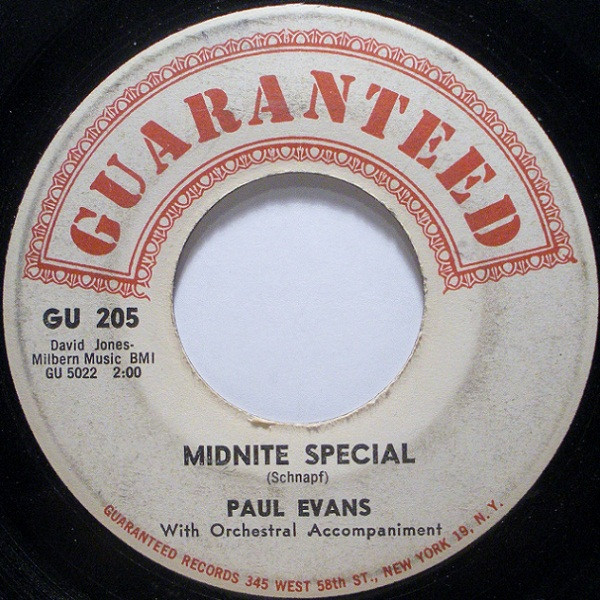 GUARANTEED
GU 205
David Jones-
Milbern Music BMI
GU 5022 2:00
MIDNITE SPECIAL
(Schnapf)
PAUL EVANS
With Orchestral Accompaniment
GUARANTEED RECORDS 345 WEST 58th ST., NEW YORK 19, N.Y.